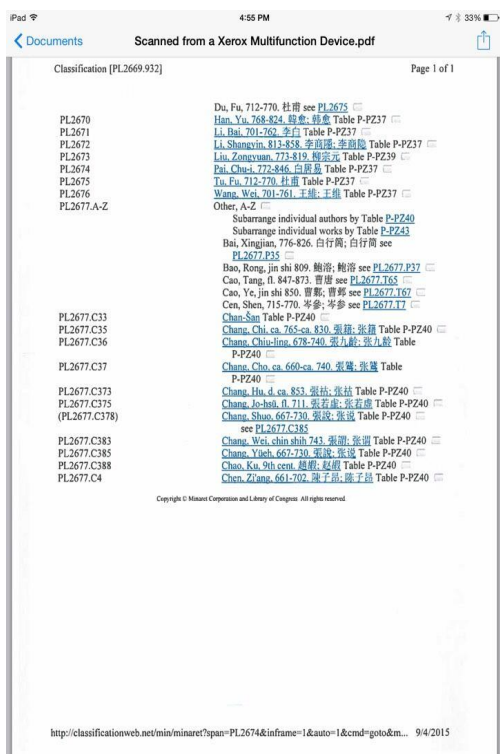 iPad 4:55 PM 33%
Documents Scanned from a Xerox Multifunction Device.pdf
Classification [PL2669.932] Page 1 of 1
Du, Fu, 712-770. 杜甫 see PL2675
PL2670 Han, Yu, 768-824. 韓愈; 韩愈 Table P-PZ37
PL2671 Li, Bai, 701-762. 李白 Table P-PZ37
PL2672 Li, Shangyin, 813-858. 李商隱; 李商隐 Table P-PZ37
PL2673 Liu, Zongyuan, 773-819. 柳宗元 Table P-PZ39
PL2674 Pai, Chu-i, 772-846. 白居易 Table P-PZ37
PL2675 Tu, Fu, 712-770. 杜甫 Table P-PZ37
PL2676 Wang, Wei, 701-761. 王維; 王维 Table P-PZ37
PL2677.A-Z Other, A-Z
Subarrange individual authors by Table P-PZ40
Subarrange individual works by Table P-PZ43
Bai, Xingjian, 776-826. 白行簡; 白行简 see
PL2677.P35
Bao, Rong, jin shi 809. 鮑溶; 鲍溶 see PL2677.P37
Cao, Tang, fl. 847-873. 曹唐 see PL2677.T65
Cao, Ye, jin shi 850. 曹鄴; 曹邺 see PL2677.T67
Cen, Shen, 715-770. 岑參; 岑参 see PL2677.T7
PL2677.C33 Chan-Šan Table P-PZ40
PL2677.C35 Chang, Chi, ca. 765-ca. 830. 張籍; 张籍 Table P-PZ40
PL2677.C36 Chang, Chiu-ling, 678-740. 張九齡; 张九龄 Table
P-PZ40
PL2677.C37 Chang, Cho, ca. 660-ca. 740. 張鷟; 张鷟 Table
P-PZ40
PL2677.C373 Chang, Hu, d. ca. 853. 張祜; 张祜 Table P-PZ40
PL2677.C375 Chang, Jo-hsü, fl. 711. 張若虛; 张若虚 Table P-PZ40
(PL2677.C378) Chang, Shuo, 667-730. 張說; 张说 Table P-PZ40
see PL2677.C385
PL2677.C383 Chang, Wei, chin shih 743. 張謂; 张谓 Table P-PZ40
PL2677.C385 Chang, Yüeh, 667-730. 張說; 张说 Table P-PZ40
PL2677.C388 Chao, Ku, 9th cent. 趙嘏; 赵嘏 Table P-PZ40
PL2677.C4 Chen, Zi'ang, 661-702. 陳子昂; 陈子昂 Table P-PZ40
Copyright © Minaret Corporation and Library of Congress All rights reserved.
http://classificationweb.net/min/minaret?span=PL2674&inframe=1&auto=1&cmd=goto&m... 9/4/2015